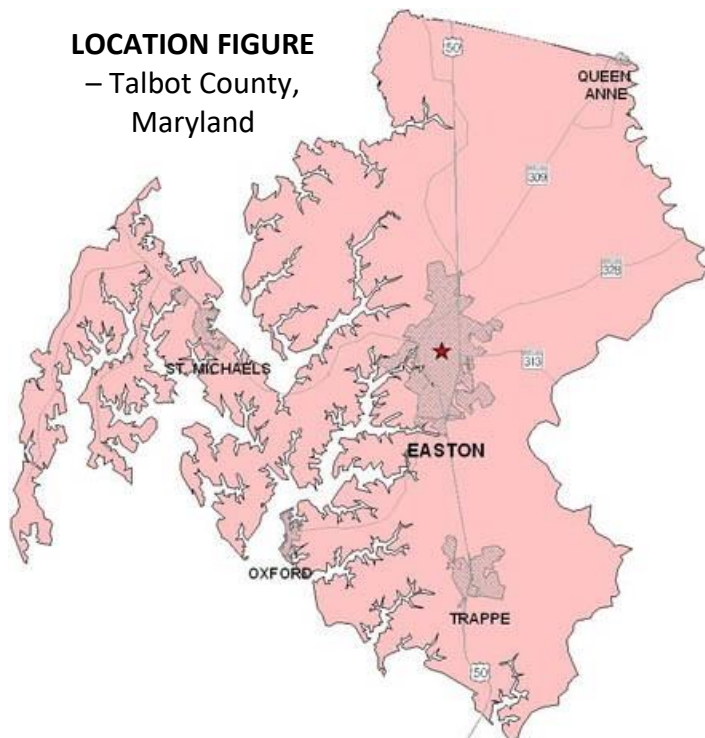 LOCATION FIGURE
– Talbot County,
Maryland
50
QUEEN
ANNE
309
328
ST. MICHAELS
313
EASTON
OXFORD
TRAPPE
50